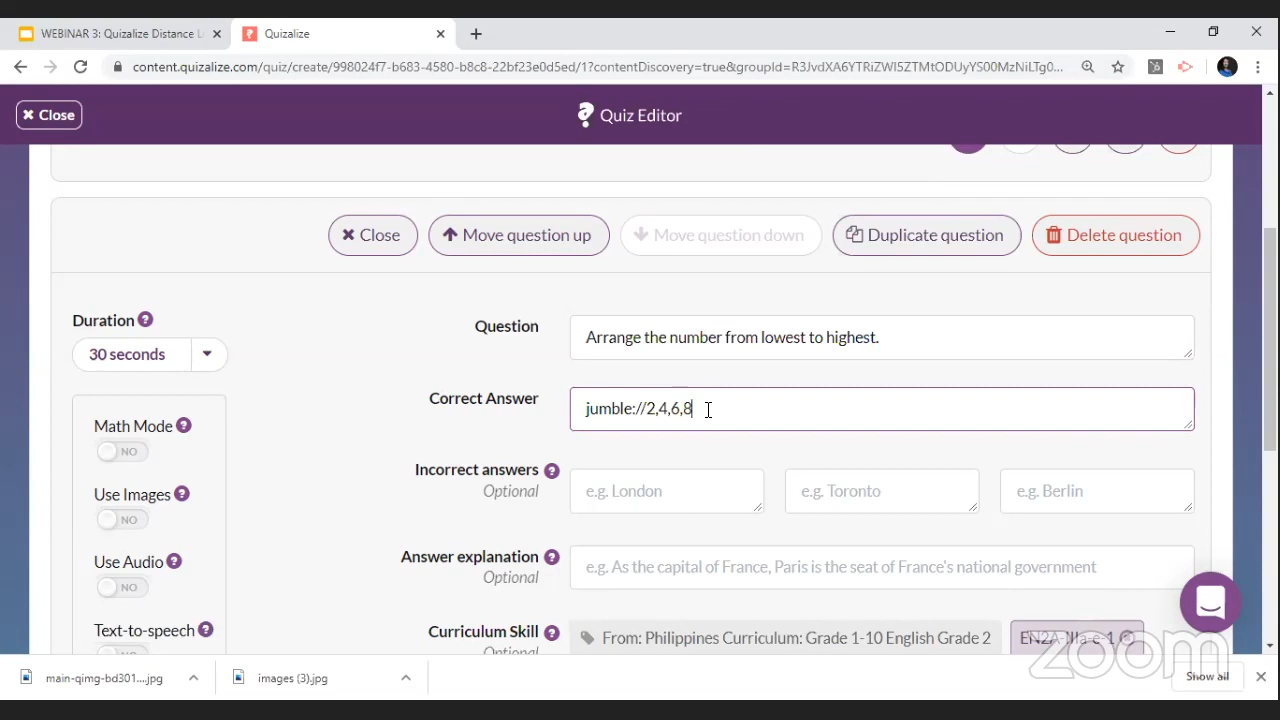 WEBINAR 3: Quizalize Distance L
Quizalize
content.quizalize.com/quiz/create/998024f7-b683-4580-b8c8-22bf23e0d5ed/1?contentDiscovery=true&groupId=R3JvdXA6YTRiZWI5ZTMtODUyYS00MzNiLTg0...
Close
Quiz Editor
Close
Move question up
Move question down
Duplicate question
Delete question
Duration
30 seconds
Question
Arrange the number from lowest to highest.
Correct Answer
jumble://2,4,6,8
Math Mode
NO
Incorrect answers
Optional
e.g. London
e.g. Toronto
e.g. Berlin
Use Images
NO
Use Audio
NO
Answer explanation
Optional
e.g. As the capital of France, Paris is the seat of France's national government
Text-to-speech
Curriculum Skill
Optional
From: Philippines Curriculum: Grade 1-10 English Grade 2
EN2A-IIIa-e-1
zoom
main-qimg-bd301....jpg
images (3).jpg
Show all